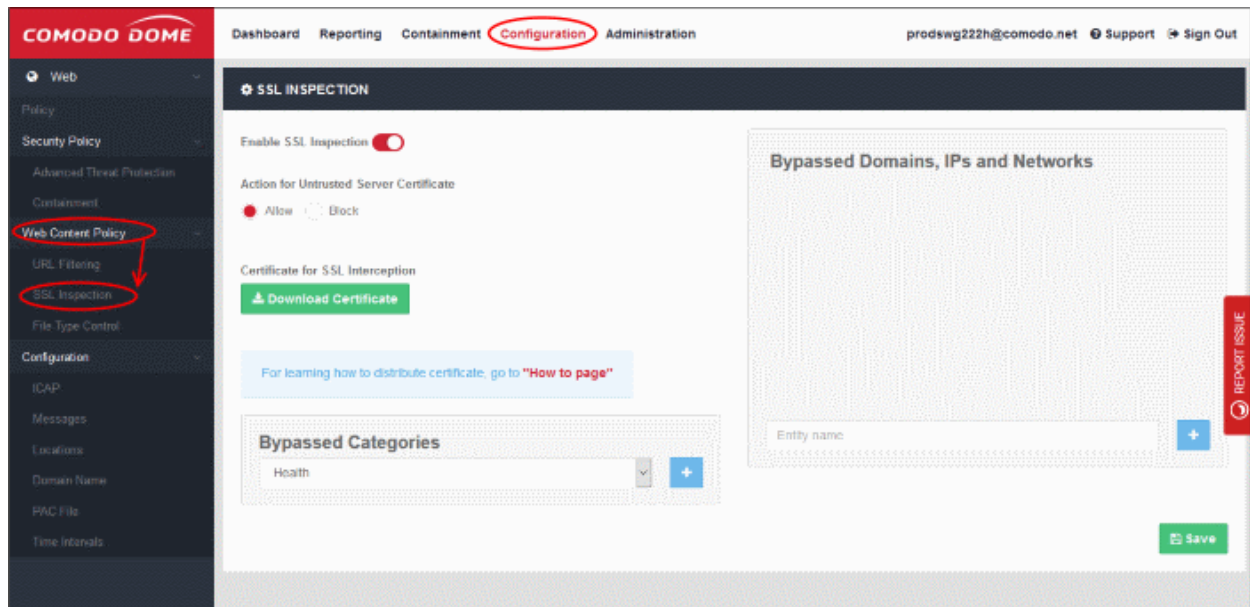 COMODO DOME
Dashboard Reporting Containment Configuration Administration prodswg222h@comodo.net Support Sign Out
Web
Policy
Security Policy
Advanced Threat Protection
Containment
Web Content Policy
URL Filtering
SSL Inspection
File Type Control
Configuration
ICAP
Messages
Locations
Domain Name
PAC File
Time Intervals
SSL INSPECTION
Enable SSL Inspection
Action for Untrusted Server Certificate
Allow Block
Certificate for SSL Interception
Download Certificate
For learning how to distribute certificate, go to "How to page"
Bypassed Categories
Health
+
Bypassed Domains, IPs and Networks
Entity name
+
Save
REPORT ISSUE